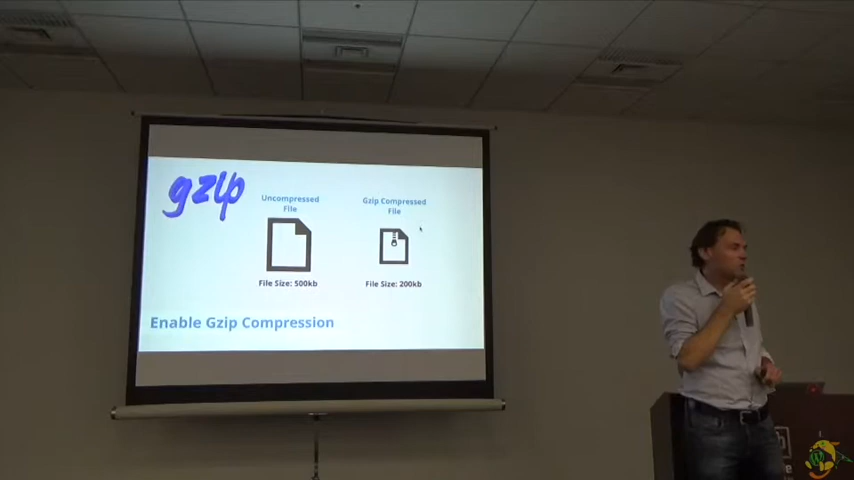 gzip
Uncompressed
File
Gzip Compressed
File
File Size: 500kb
File Size: 200kb
Enable Gzip Compression